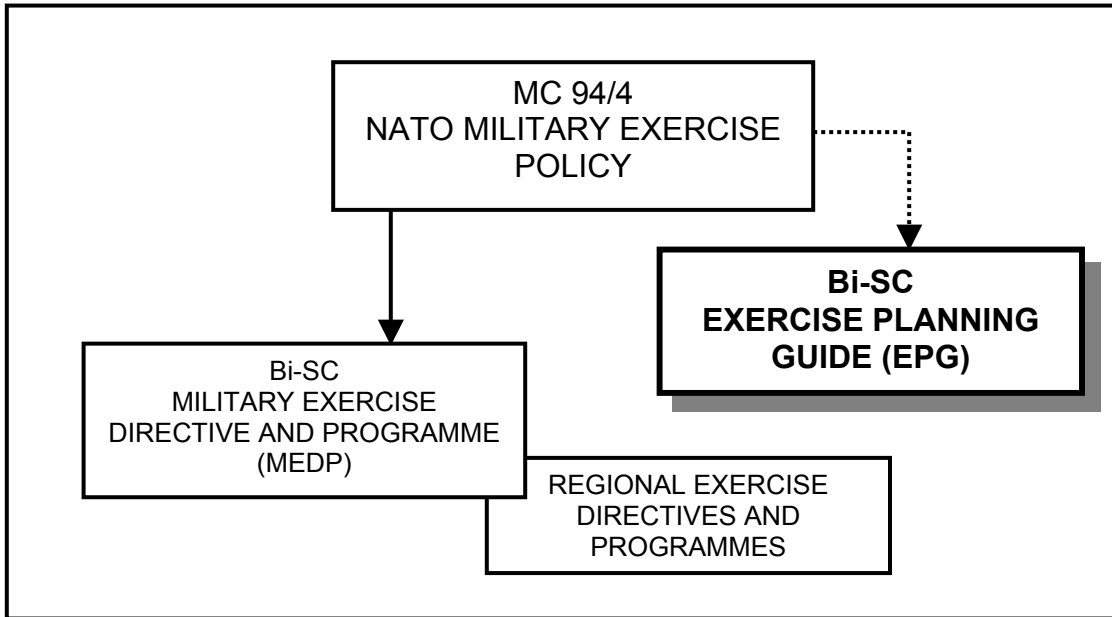 MC 94/4
NATO MILITARY EXERCISE
POLICY
Bi-SC
EXERCISE PLANNING
GUIDE (EPG)
Bi-SC
MILITARY EXERCISE
DIRECTIVE AND PROGRAMME
(MEDP)
REGIONAL EXERCISE
DIRECTIVES AND
PROGRAMMES